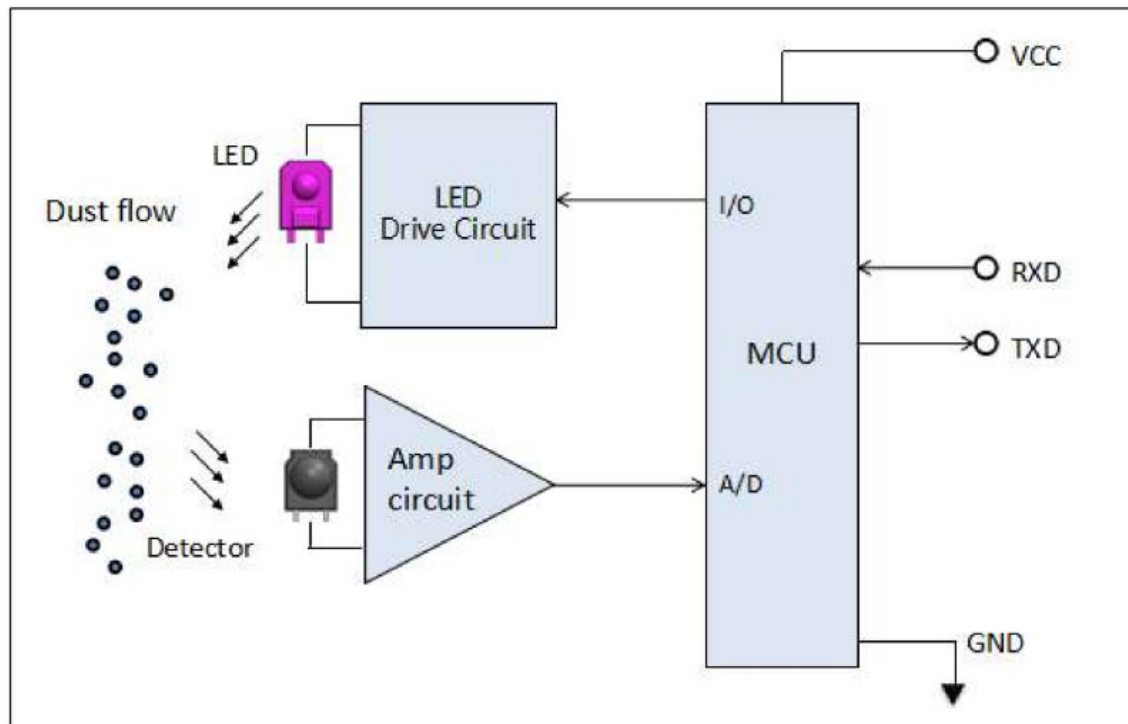 VCC
LED
LED
Drive Circuit
Dust flow
I/O
RXD
MCU
TXD
Amp
circuit
A/D
Detector
GND